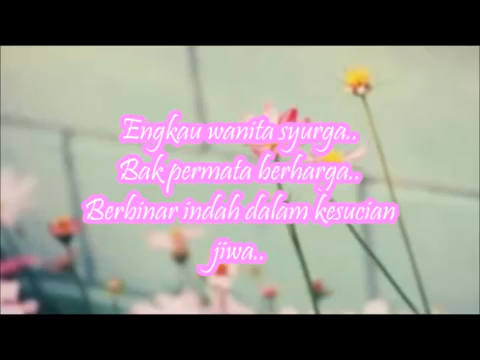 Engkau wanita syurga..
Bak permata berharga..
Berbinar indah dalam kesucian
jiwa..